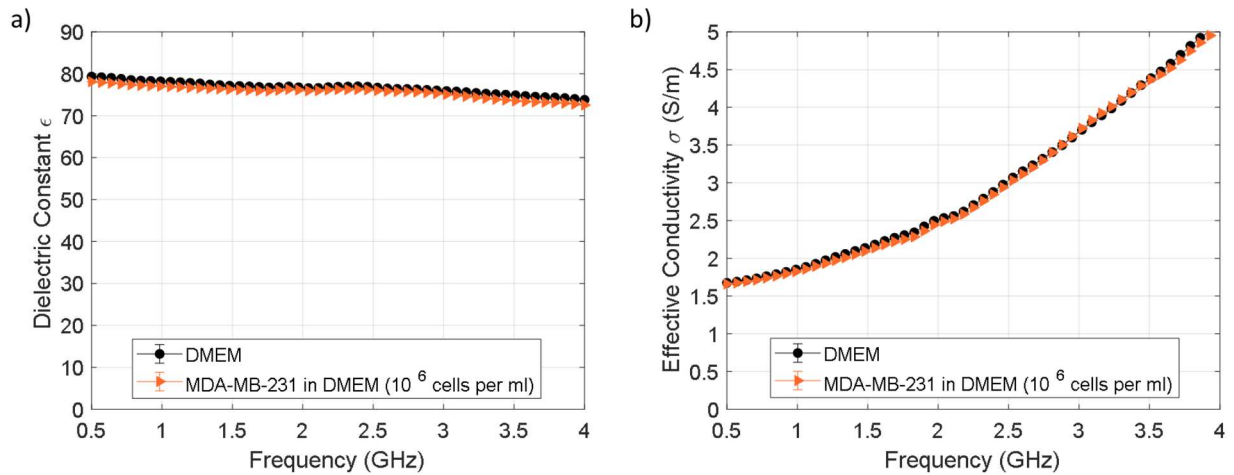 a)
90
80
70
60
50
40
30
20
10
0
Dielectric Constant ϵ
DMEM
MDA-MB-231 in DMEM (10 6 cells per ml)
0.5 1 1.5 2 2.5 3 3.5 4
Frequency (GHz)
b)
5
4.5
4
3.5
3
2.5
2
1.5
1
0.5
0
Effective Conductivity σ (S/m)
DMEM
MDA-MB-231 in DMEM (10 6 cells per ml)
0.5 1 1.5 2 2.5 3 3.5 4
Frequency (GHz)